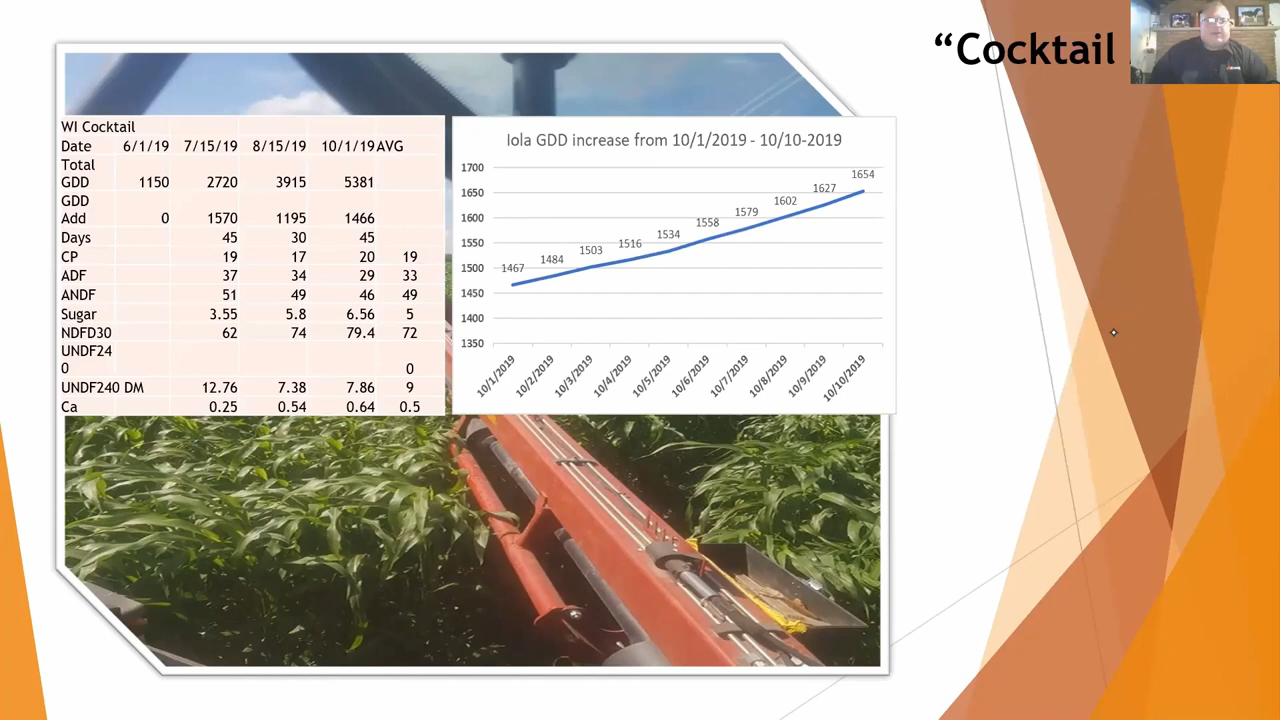 “Cocktail
WI Cocktail
Date 6/1/19 7/15/19 8/15/19 10/1/19 AVG
Total
GDD 1150 2720 3915 5381
GDD
Add 0 1570 1195 1466
Days 45 30 45
CP 19 17 20 19
ADF 37 34 29 33
ANDF 51 49 46 49
Sugar 3.55 5.8 6.56 5
NDFD30 62 74 79.4 72
UNDF24
0 0
UNDF240 DM 12.76 7.38 7.86 9
Ca 0.25 0.54 0.64 0.5
Iola GDD increase from 10/1/2019 - 10/10-2019
1700
1650
1600
1550
1500
1450
1400
1350
1467 1484 1503 1516 1534 1558 1579 1602 1627 1654
10/1/2019 10/2/2019 10/3/2019 10/4/2019 10/5/2019 10/6/2019 10/7/2019 10/8/2019 10/9/2019 10/10/2019